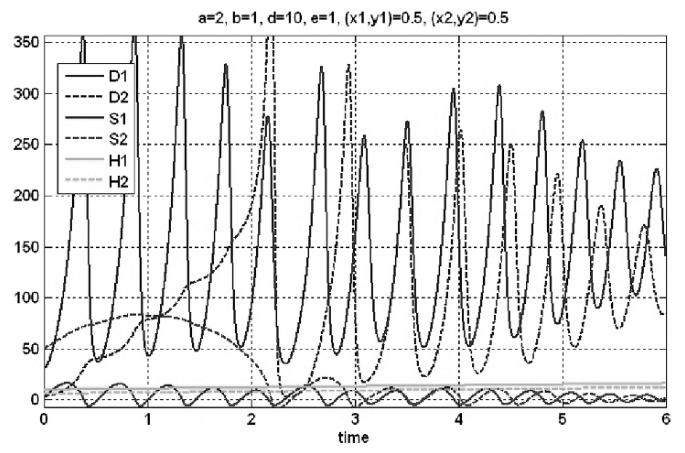 a=2, b=1, d=10, e=1, (x1,y1)=0.5, (x2,y2)=0.5
350
300
250
200
150
100
50
0
D1
D2
S1
S2
H1
H2
0 1 2 3 4 5 6
time